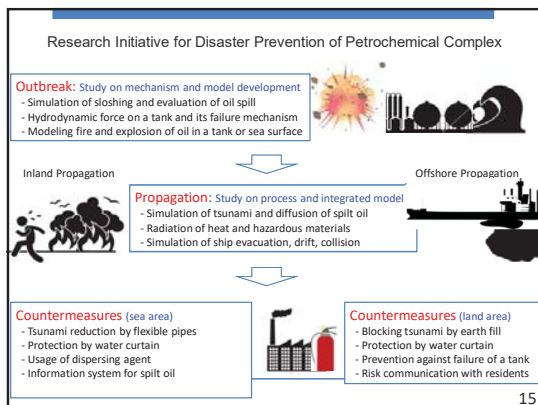 Research Initiative for Disaster Prevention of Petrochemical Complex
Outbreak: Study on mechanism and model development
- Simulation of sloshing and evaluation of oil spill
- Hydrodynamic force on a tank and its failure mechanism
- Modeling fire and explosion of oil in a tank or sea surface
Inland Propagation
Offshore Propagation
Propagation: Study on process and integrated model
- Simulation of tsunami and diffusion of spilt oil
- Radiation of heat and hazardous materials
- Simulation of ship evacuation, drift, collision
Countermeasures (sea area)
- Tsunami reduction by flexible pipes
- Protection by water curtain
- Usage of dispersing agent
- Information system for spilt oil
Countermeasures (land area)
- Blocking tsunami by earth fill
- Protection by water curtain
- Prevention against failure of a tank
- Risk communication with residents
15